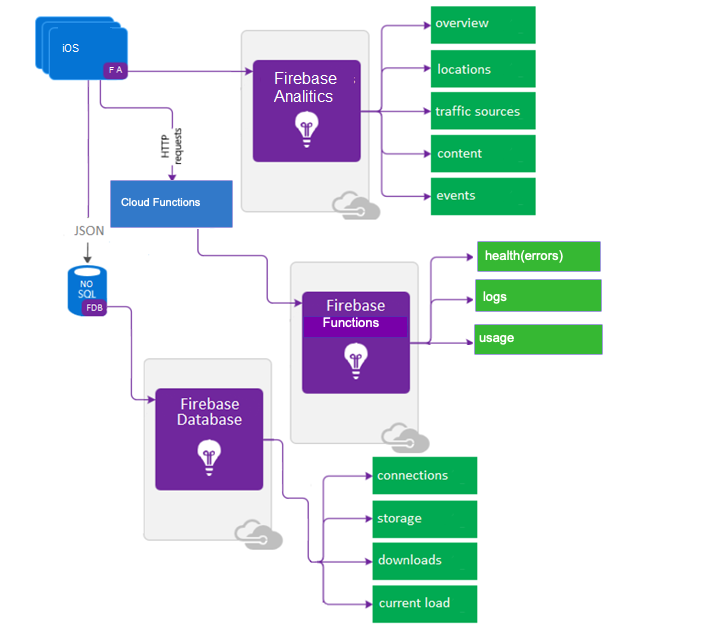 iOS
F A
Firebase
Analitics
overview
locations
traffic sources
content
events
HTTP
requests
Cloud Functions
JSON
NO
SQL
FDB
Firebase
Functions
health(errors)
logs
usage
Firebase
Database
connections
storage
downloads
current load